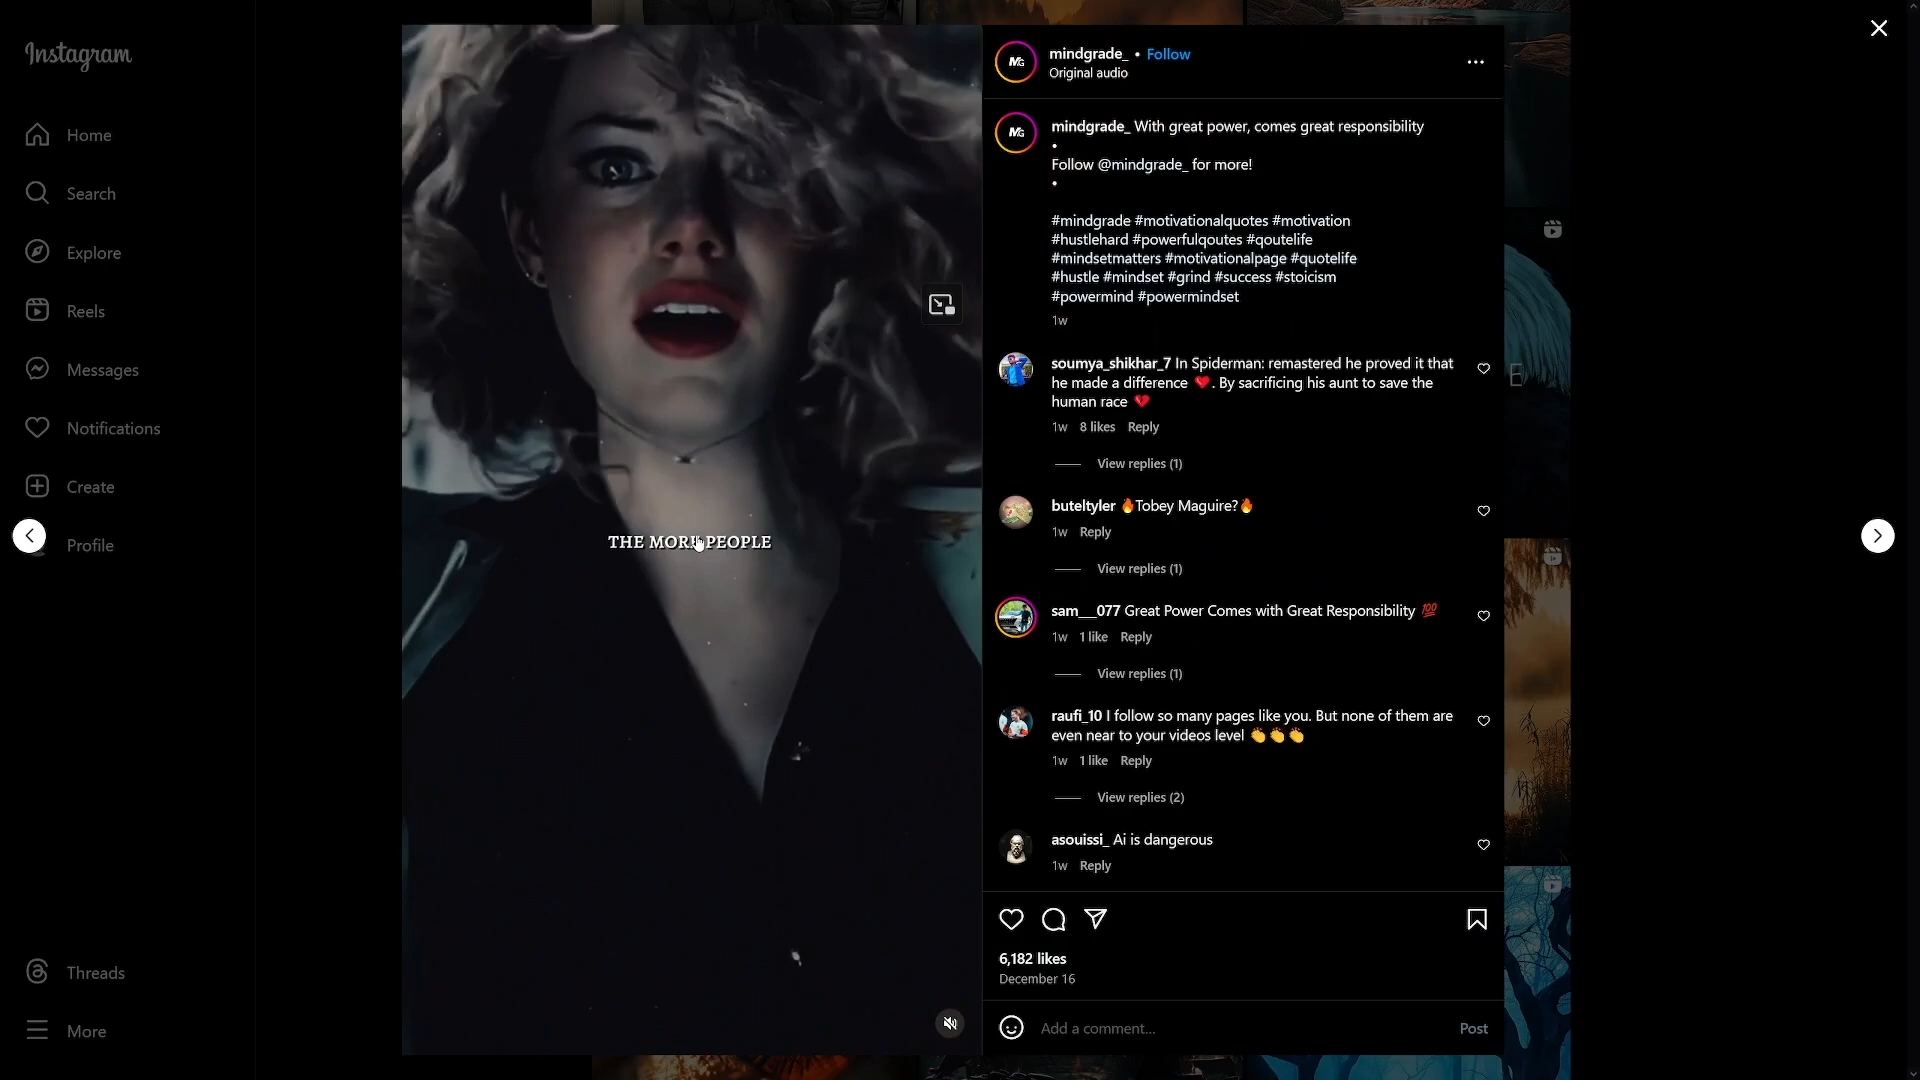 Instagram
Home
Search
Explore
Reels
Messages
Notifications
Create
Profile
Threads
More
THE MORE PEOPLE
MG
mindgrade_ • Follow
Original audio
MG
mindgrade_ With great power, comes great responsibility
•
Follow @mindgrade_ for more!
•
#mindgrade #motivationalquotes #motivation
#hustlehard #powerfulqoutes #qoutelife
#mindsetmatters #motivationalpage #quotelife
#hustle #mindset #grind #success #stoicism
#powermind #powermindset
1w
soumya_shikhar_7 In Spiderman: remastered he proved it that
he made a difference 💔. By sacrificing his aunt to save the
human race 💔
1w 8 likes Reply
View replies (1)
buteltyler 🔥Tobey Maguire?🔥
1w Reply
View replies (1)
sam__077 Great Power Comes with Great Responsibility 💯
1w 1 like Reply
View replies (1)
raufi_10 I follow so many pages like you. But none of them are
even near to your videos level 👏👏👏
1w 1 like Reply
View replies (2)
asouissi_ Ai is dangerous
1w Reply
6,182 likes
December 16
Add a comment...
Post